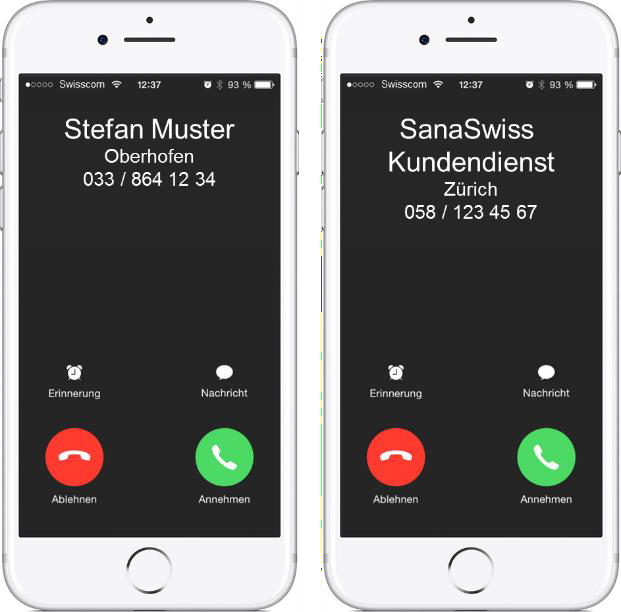 Swisscom 12:37 93 %
Stefan Muster
Oberhofen
033 / 864 12 34
Erinnerung Nachricht
Ablehnen Annehmen
Swisscom 12:37 93 %
SanaSwiss
Kundendienst
Zürich
058 / 123 45 67
Erinnerung Nachricht
Ablehnen Annehmen